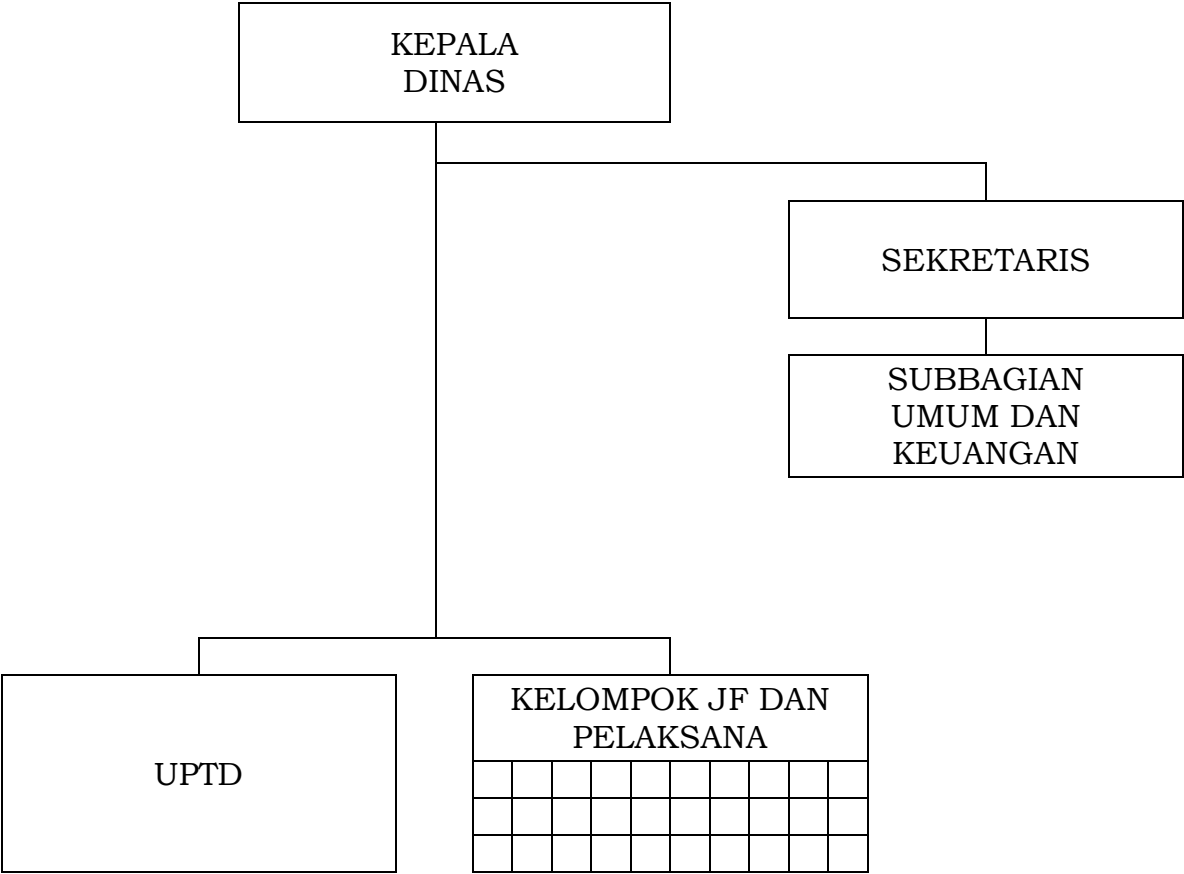 KEPALA
DINAS
SEKRETARIS
SUBBAGIAN
UMUM DAN
KEUANGAN
UPTD
KELOMPOK JF DAN
PELAKSANA